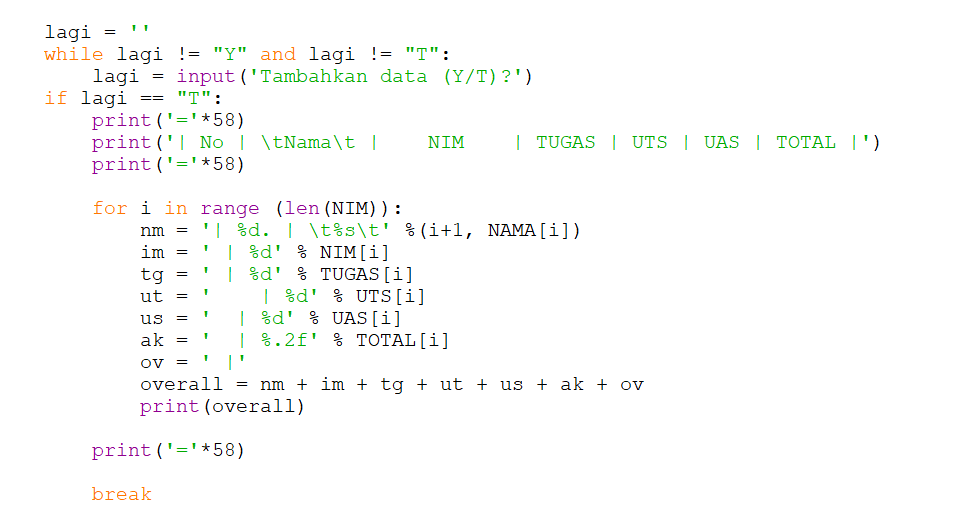 lagi = ''
while lagi != "Y" and lagi != "T":
    lagi = input('Tambahkan data (Y/T)?')
if lagi == "T":
    print('='*58)
    print('| No | \tNama\t |    NIM    | TUGAS | UTS | UAS | TOTAL |')
    print('='*58)

    for i in range (len(NIM)):
        nm = '| %d. | \t%s\t' %(i+1, NAMA[i])
        im = ' | %d' % NIM[i]
        tg = ' | %d' % TUGAS[i]
        ut = '    | %d' % UTS[i]
        us = '  | %d' % UAS[i]
        ak = '  | %.2f' % TOTAL[i]
        ov = ' |'
        overall = nm + im + tg + ut + us + ak + ov
        print(overall)

    print('='*58)

    break